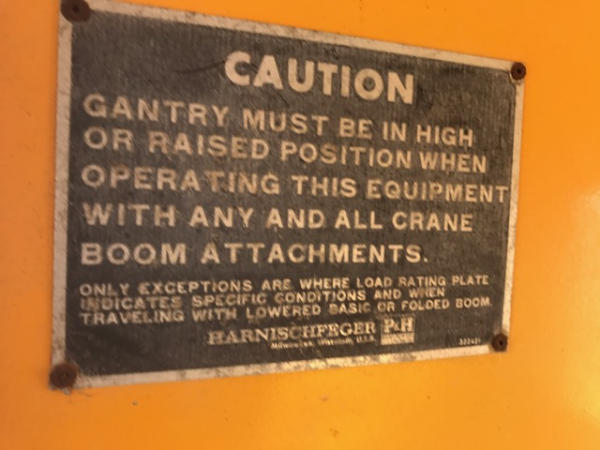 CAUTION
GANTRY MUST BE IN HIGH
OR RAISED POSITION WHEN
OPERATING THIS EQUIPMENT
WITH ANY AND ALL CRANE
BOOM ATTACHMENTS.
ONLY EXCEPTIONS ARE WHERE LOAD RATING PLATE
INDICATES SPECIFIC CONDITIONS AND WHEN
TRAVELING WITH LOWERED BASIC OR FOLDED BOOM.
HARNISCHFEGER P&H
Milwaukee, Wisconsin, U.S.A.